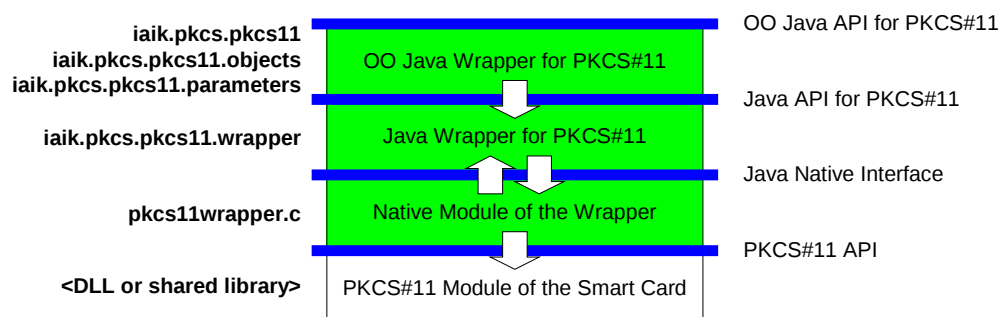 OO Java API for PKCS#11
iaik.pkcs.pkcs11
iaik.pkcs.pkcs11.objects
iaik.pkcs.pkcs11.parameters
OO Java Wrapper for PKCS#11
Java API for PKCS#11
iaik.pkcs.pkcs11.wrapper
Java Wrapper for PKCS#11
Java Native Interface
pkcs11wrapper.c
Native Module of the Wrapper
PKCS#11 API
<DLL or shared library>
PKCS#11 Module of the Smart Card